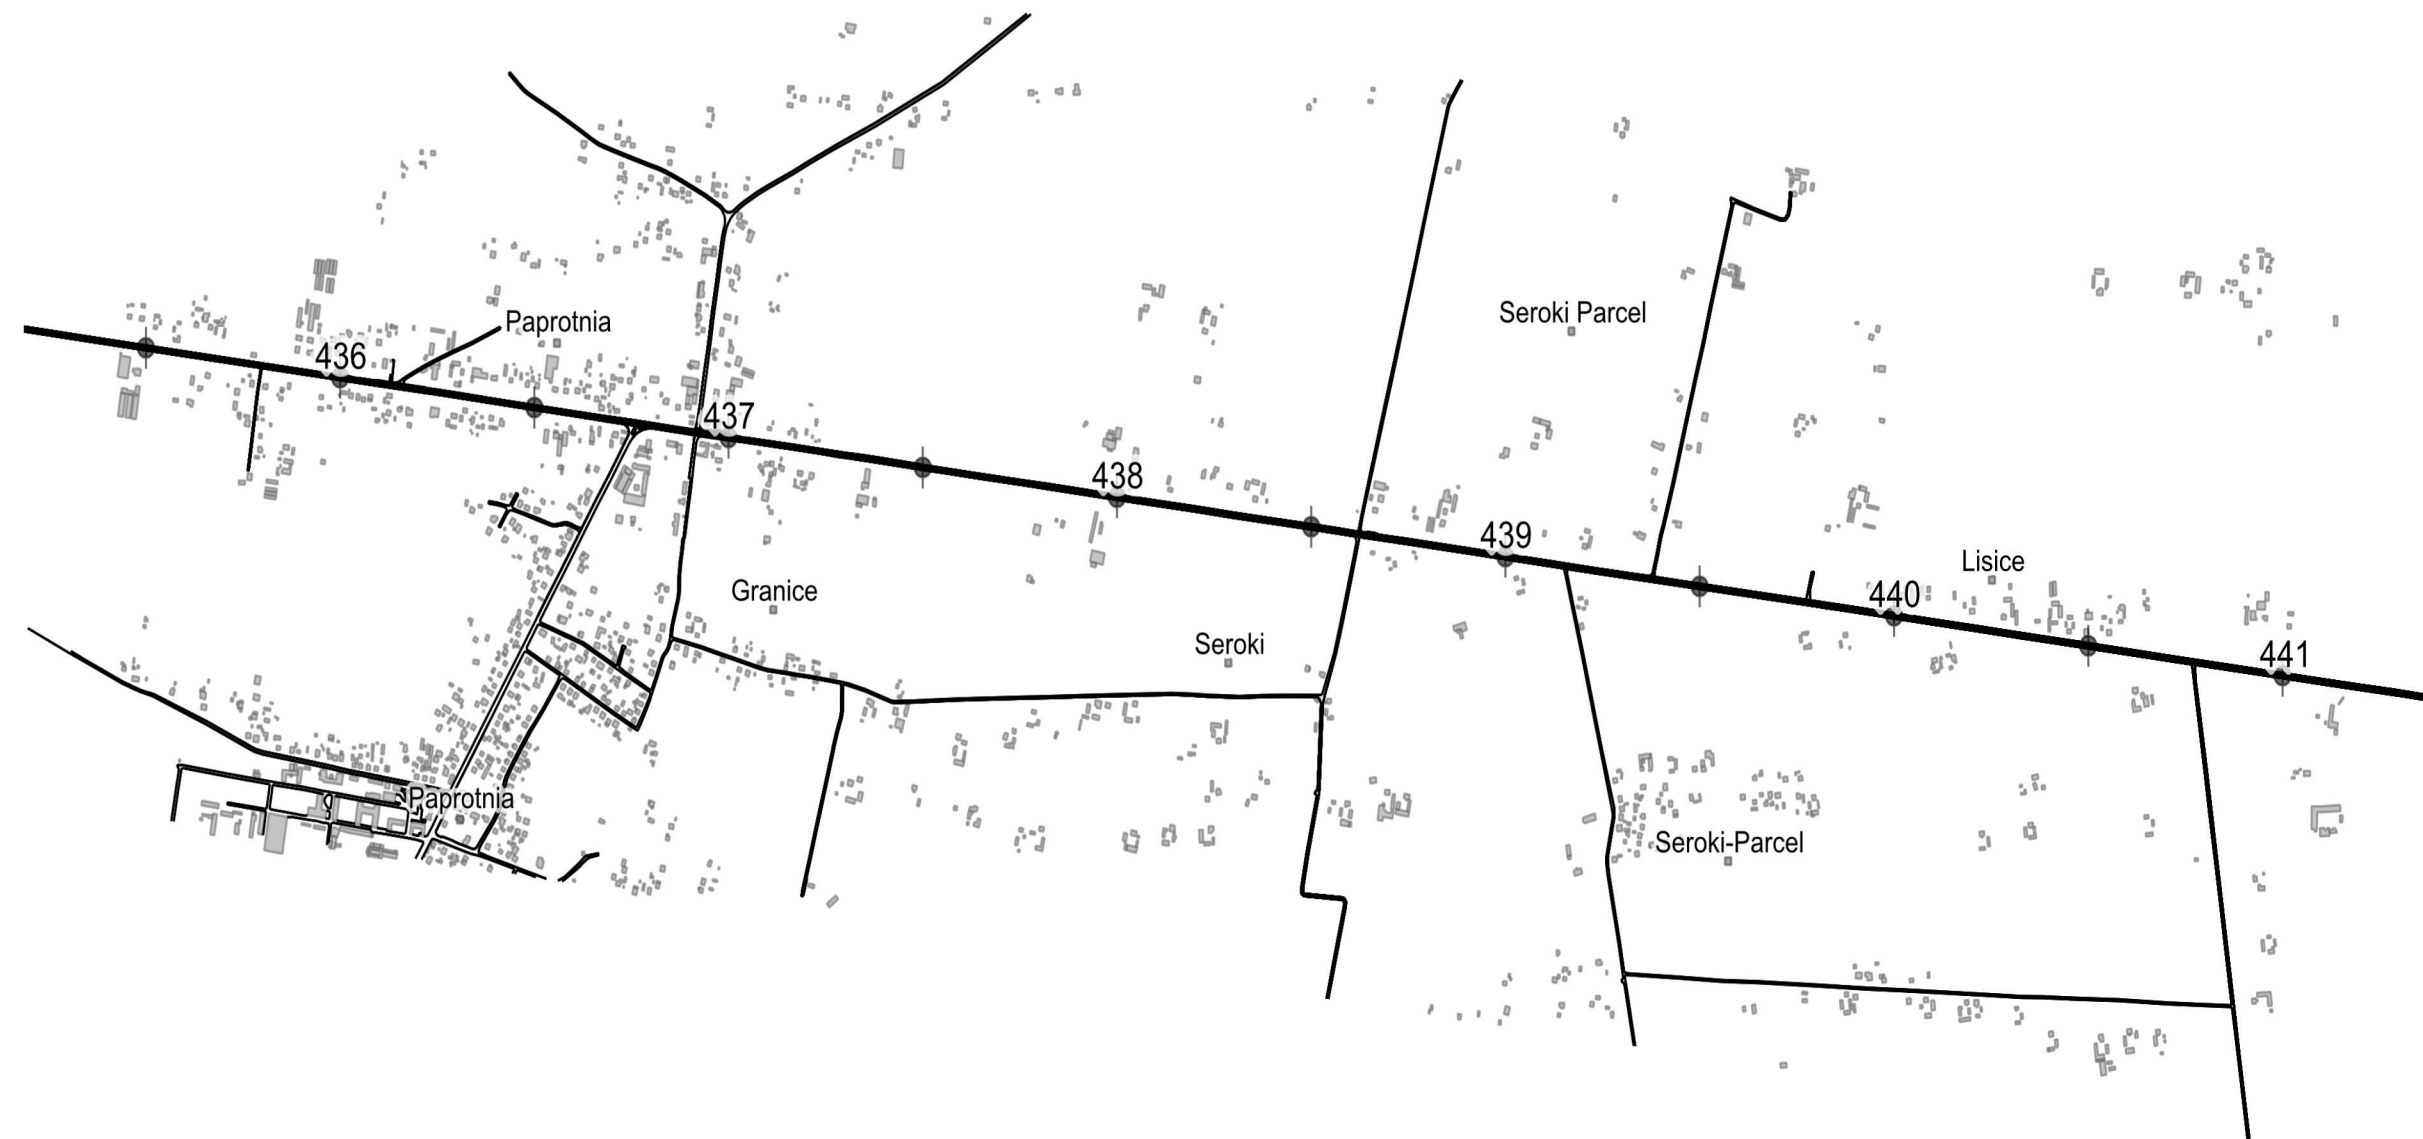 Paprotnia
436
437
Seroki Parcel
438
439
Granice
Seroki
Lisice
440
441
Paprotnia
Seroki-Parcel